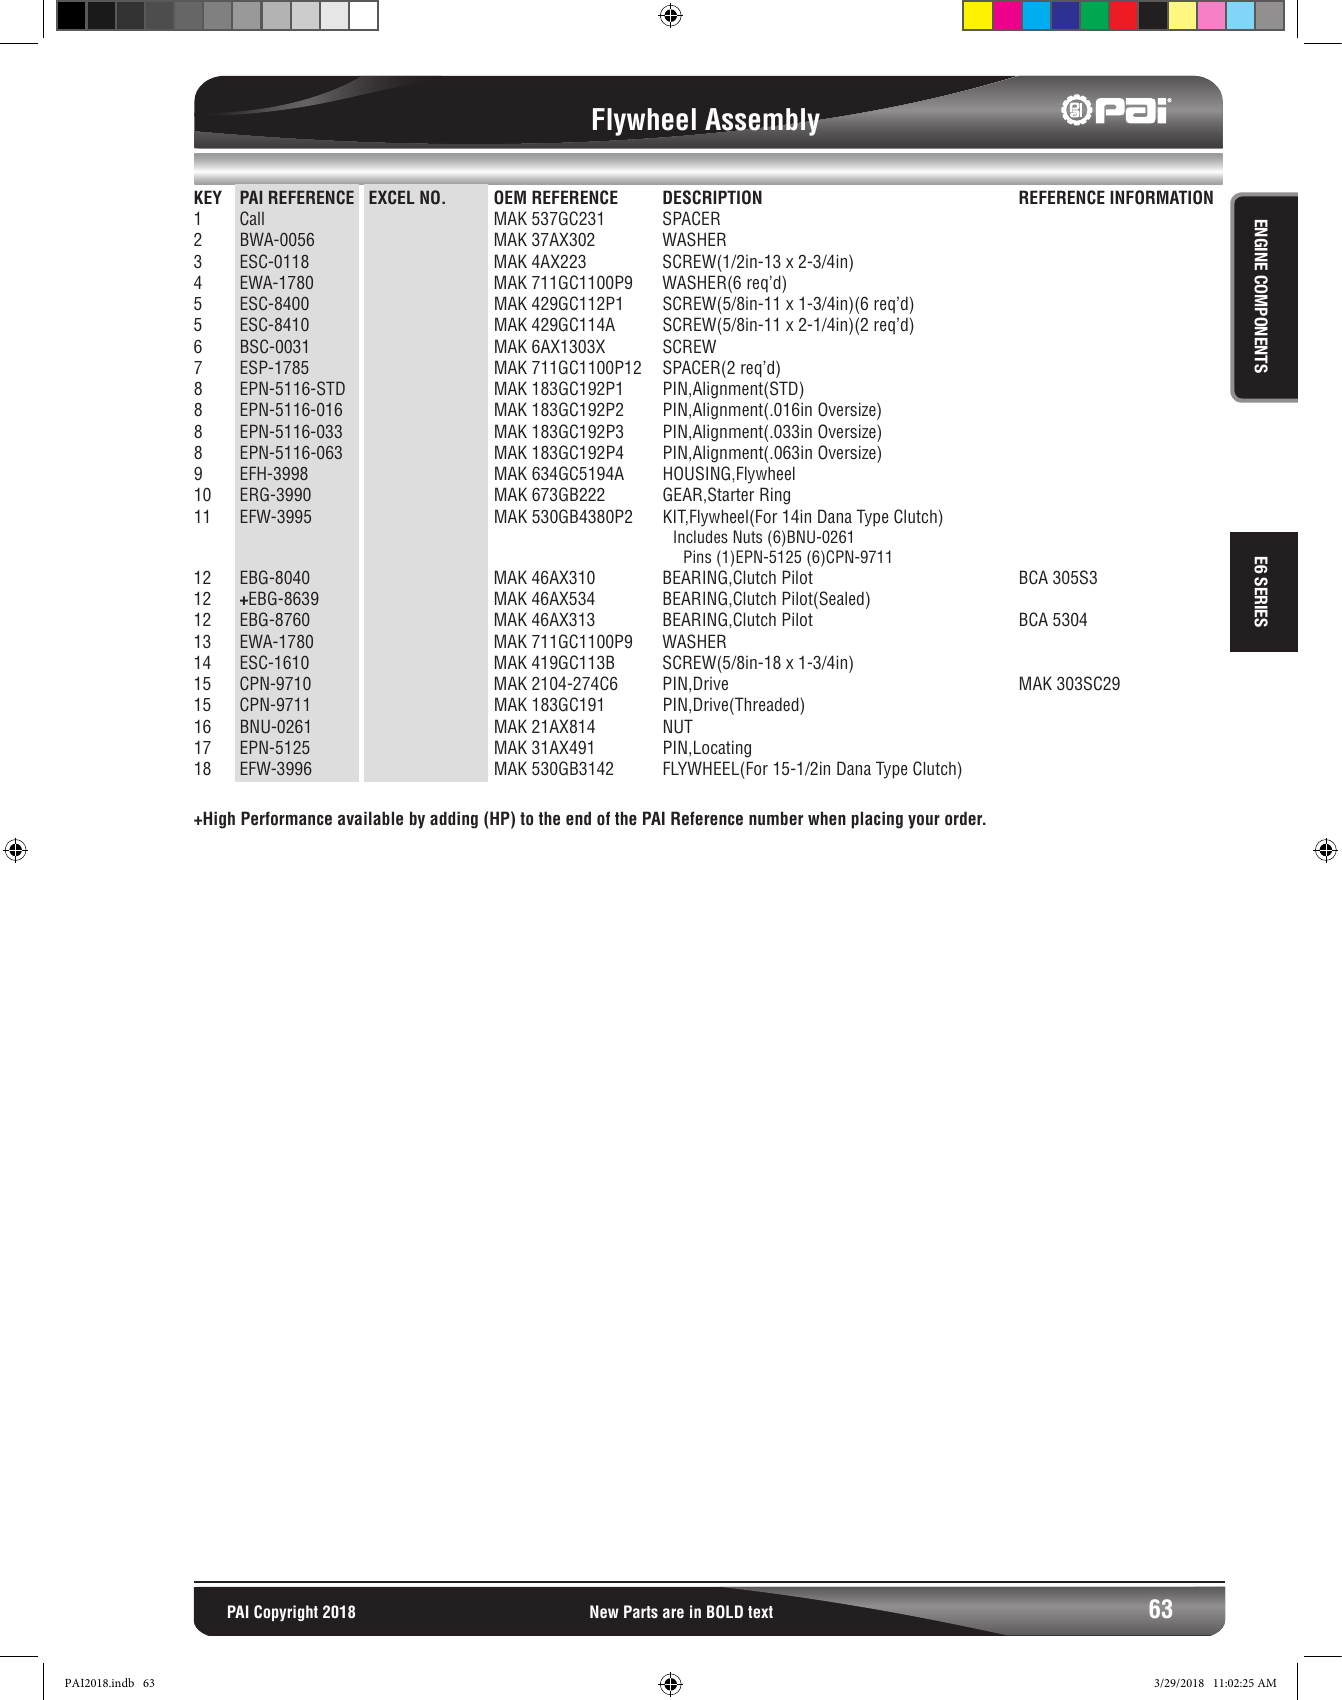 Flywheel Assembly
PAI
pai®
KEY PAI REFERENCE EXCEL NO. OEM REFERENCE DESCRIPTION REFERENCE INFORMATION
1 Call MAK 537GC231 SPACER
2 BWA-0056 MAK 37AX302 WASHER
3 ESC-0118 MAK 4AX223 SCREW(1/2in-13 x 2-3/4in)
4 EWA-1780 MAK 711GC1100P9 WASHER(6 req’d)
5 ESC-8400 MAK 429GC112P1 SCREW(5/8in-11 x 1-3/4in)(6 req’d)
5 ESC-8410 MAK 429GC114A SCREW(5/8in-11 x 2-1/4in)(2 req’d)
6 BSC-0031 MAK 6AX1303X SCREW
7 ESP-1785 MAK 711GC1100P12 SPACER(2 req’d)
8 EPN-5116-STD MAK 183GC192P1 PIN,Alignment(STD)
8 EPN-5116-016 MAK 183GC192P2 PIN,Alignment(.016in Oversize)
8 EPN-5116-033 MAK 183GC192P3 PIN,Alignment(.033in Oversize)
8 EPN-5116-063 MAK 183GC192P4 PIN,Alignment(.063in Oversize)
9 EFH-3998 MAK 634GC5194A HOUSING,Flywheel
10 ERG-3990 MAK 673GB222 GEAR,Starter Ring
11 EFW-3995 MAK 530GB4380P2 KIT,Flywheel(For 14in Dana Type Clutch)
Includes Nuts (6)BNU-0261
Pins (1)EPN-5125 (6)CPN-9711
12 EBG-8040 MAK 46AX310 BEARING,Clutch Pilot BCA 305S3
12 +EBG-8639 MAK 46AX534 BEARING,Clutch Pilot(Sealed)
12 EBG-8760 MAK 46AX313 BEARING,Clutch Pilot BCA 5304
13 EWA-1780 MAK 711GC1100P9 WASHER
14 ESC-1610 MAK 419GC113B SCREW(5/8in-18 x 1-3/4in)
15 CPN-9710 MAK 2104-274C6 PIN,Drive MAK 303SC29
15 CPN-9711 MAK 183GC191 PIN,Drive(Threaded)
16 BNU-0261 MAK 21AX814 NUT
17 EPN-5125 MAK 31AX491 PIN,Locating
18 EFW-3996 MAK 530GB3142 FLYWHEEL(For 15-1/2in Dana Type Clutch)
+High Performance available by adding (HP) to the end of the PAI Reference number when placing your order.
ENGINE COMPONENTS
E6 SERIES
PAI Copyright 2018 New Parts are in BOLD text 63
PAI2018.indb 63 3/29/2018 11:02:25 AM